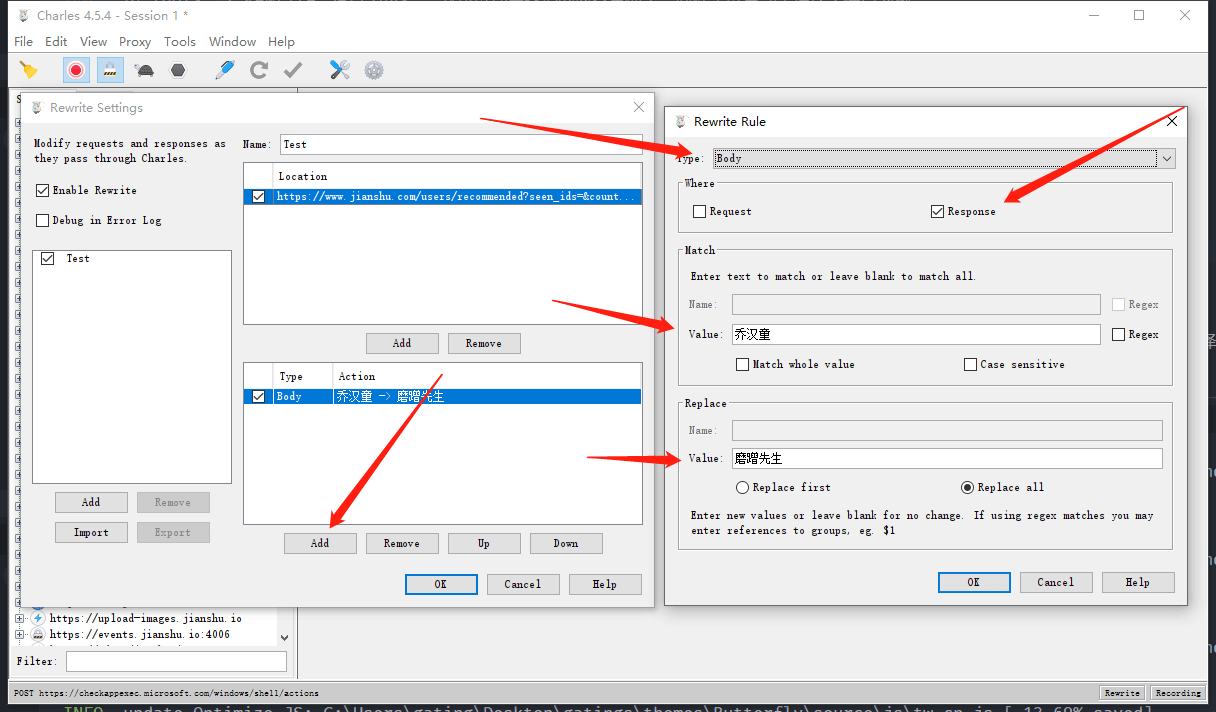 Charles 4.5.4 - Session 1 *
File Edit View Proxy Tools Window Help
Rewrite Settings
Modify requests and responses as
they pass through Charles.
Enable Rewrite
Debug in Error Log
Test
Add Remove
Import Export
Name: Test
Location
https://www.jianshu.com/users/recommended?seen_ids=&count...
Add Remove
Type Action
Body 乔汉童 -> 磨蹭先生
Add Remove Up Down
OK Cancel Help
Rewrite Rule
Type: Body
Where
Request Response
Match
Enter text to match or leave blank to match all.
Name: Regex
Value: 乔汉童 Regex
Match whole value Case sensitive
Replace
Name:
Value: 磨蹭先生
Replace first Replace all
Enter new values or leave blank for no change. If using regex matches you may
enter references to groups, eg. $1
OK Cancel Help
https://upload-images.jianshu.io
https://events.jianshu.io:4006
Filter:
POST https://checkappexec.microsoft.com/windows/shell/actions
Rewrite Recording